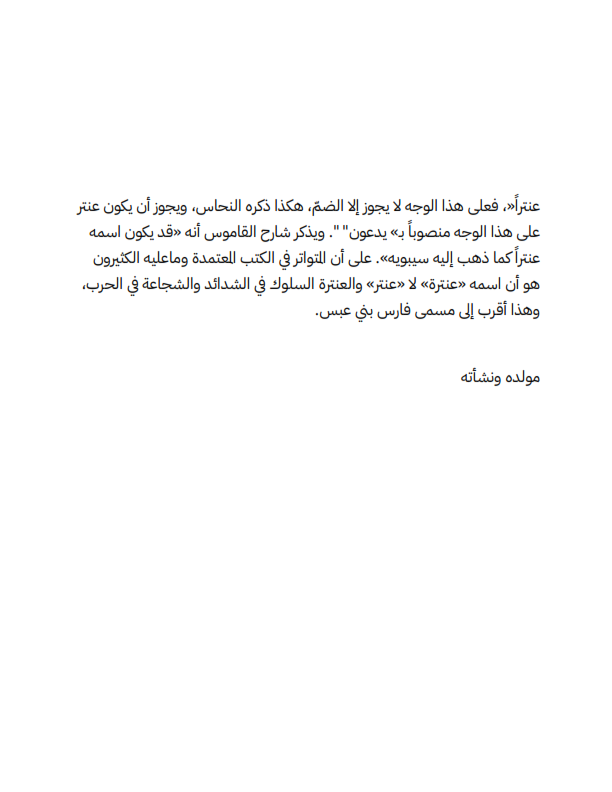 عنتراً«، فعلى هذا الوجه لا يجوز إلا الضمّ، هكذا ذكره النحاس، ويجوز أن يكون عنتر
على هذا الوجه منصوباً بـ» يدعون" ". ويذكر شارح القاموس أنه «قد يكون اسمه
عنتراً كما ذهب إليه سيبويه». على أن المتواتر في الكتب المعتمدة وماعليه الكثيرون
هو أن اسمه «عنترة» لا «عنتر» والعنترة السلوك في الشدائد والشجاعة في الحرب،
وهذا أقرب إلى مسمى فارس بني عبس.
مولده ونشأته